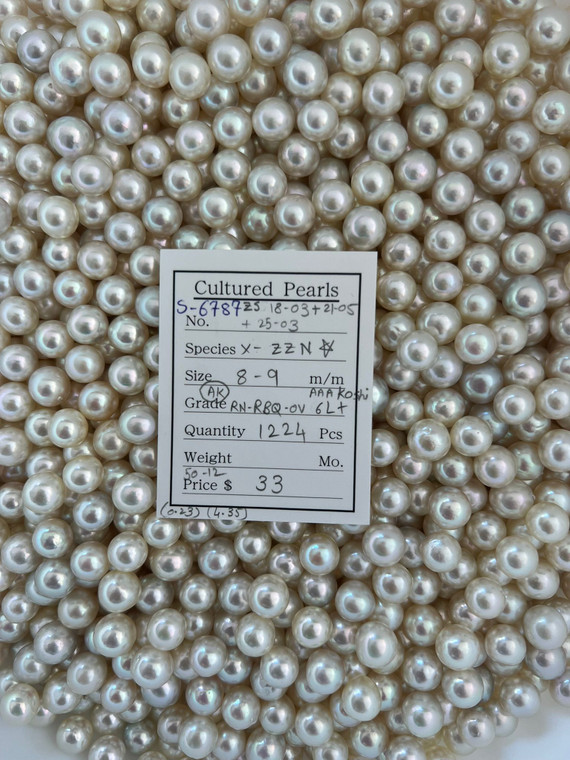 Cultured Pearls
S-6787 ZS 18-03+21-05
No. + 25-03
Species X- ZZN
Size 8-9 m/m
AK AAA Koshi
Grade RN-RBQ-OV 6L+
Quantity 1224 Pcs
Weight Mo.
50-12
Price $ 33
(0.23) (4.35)